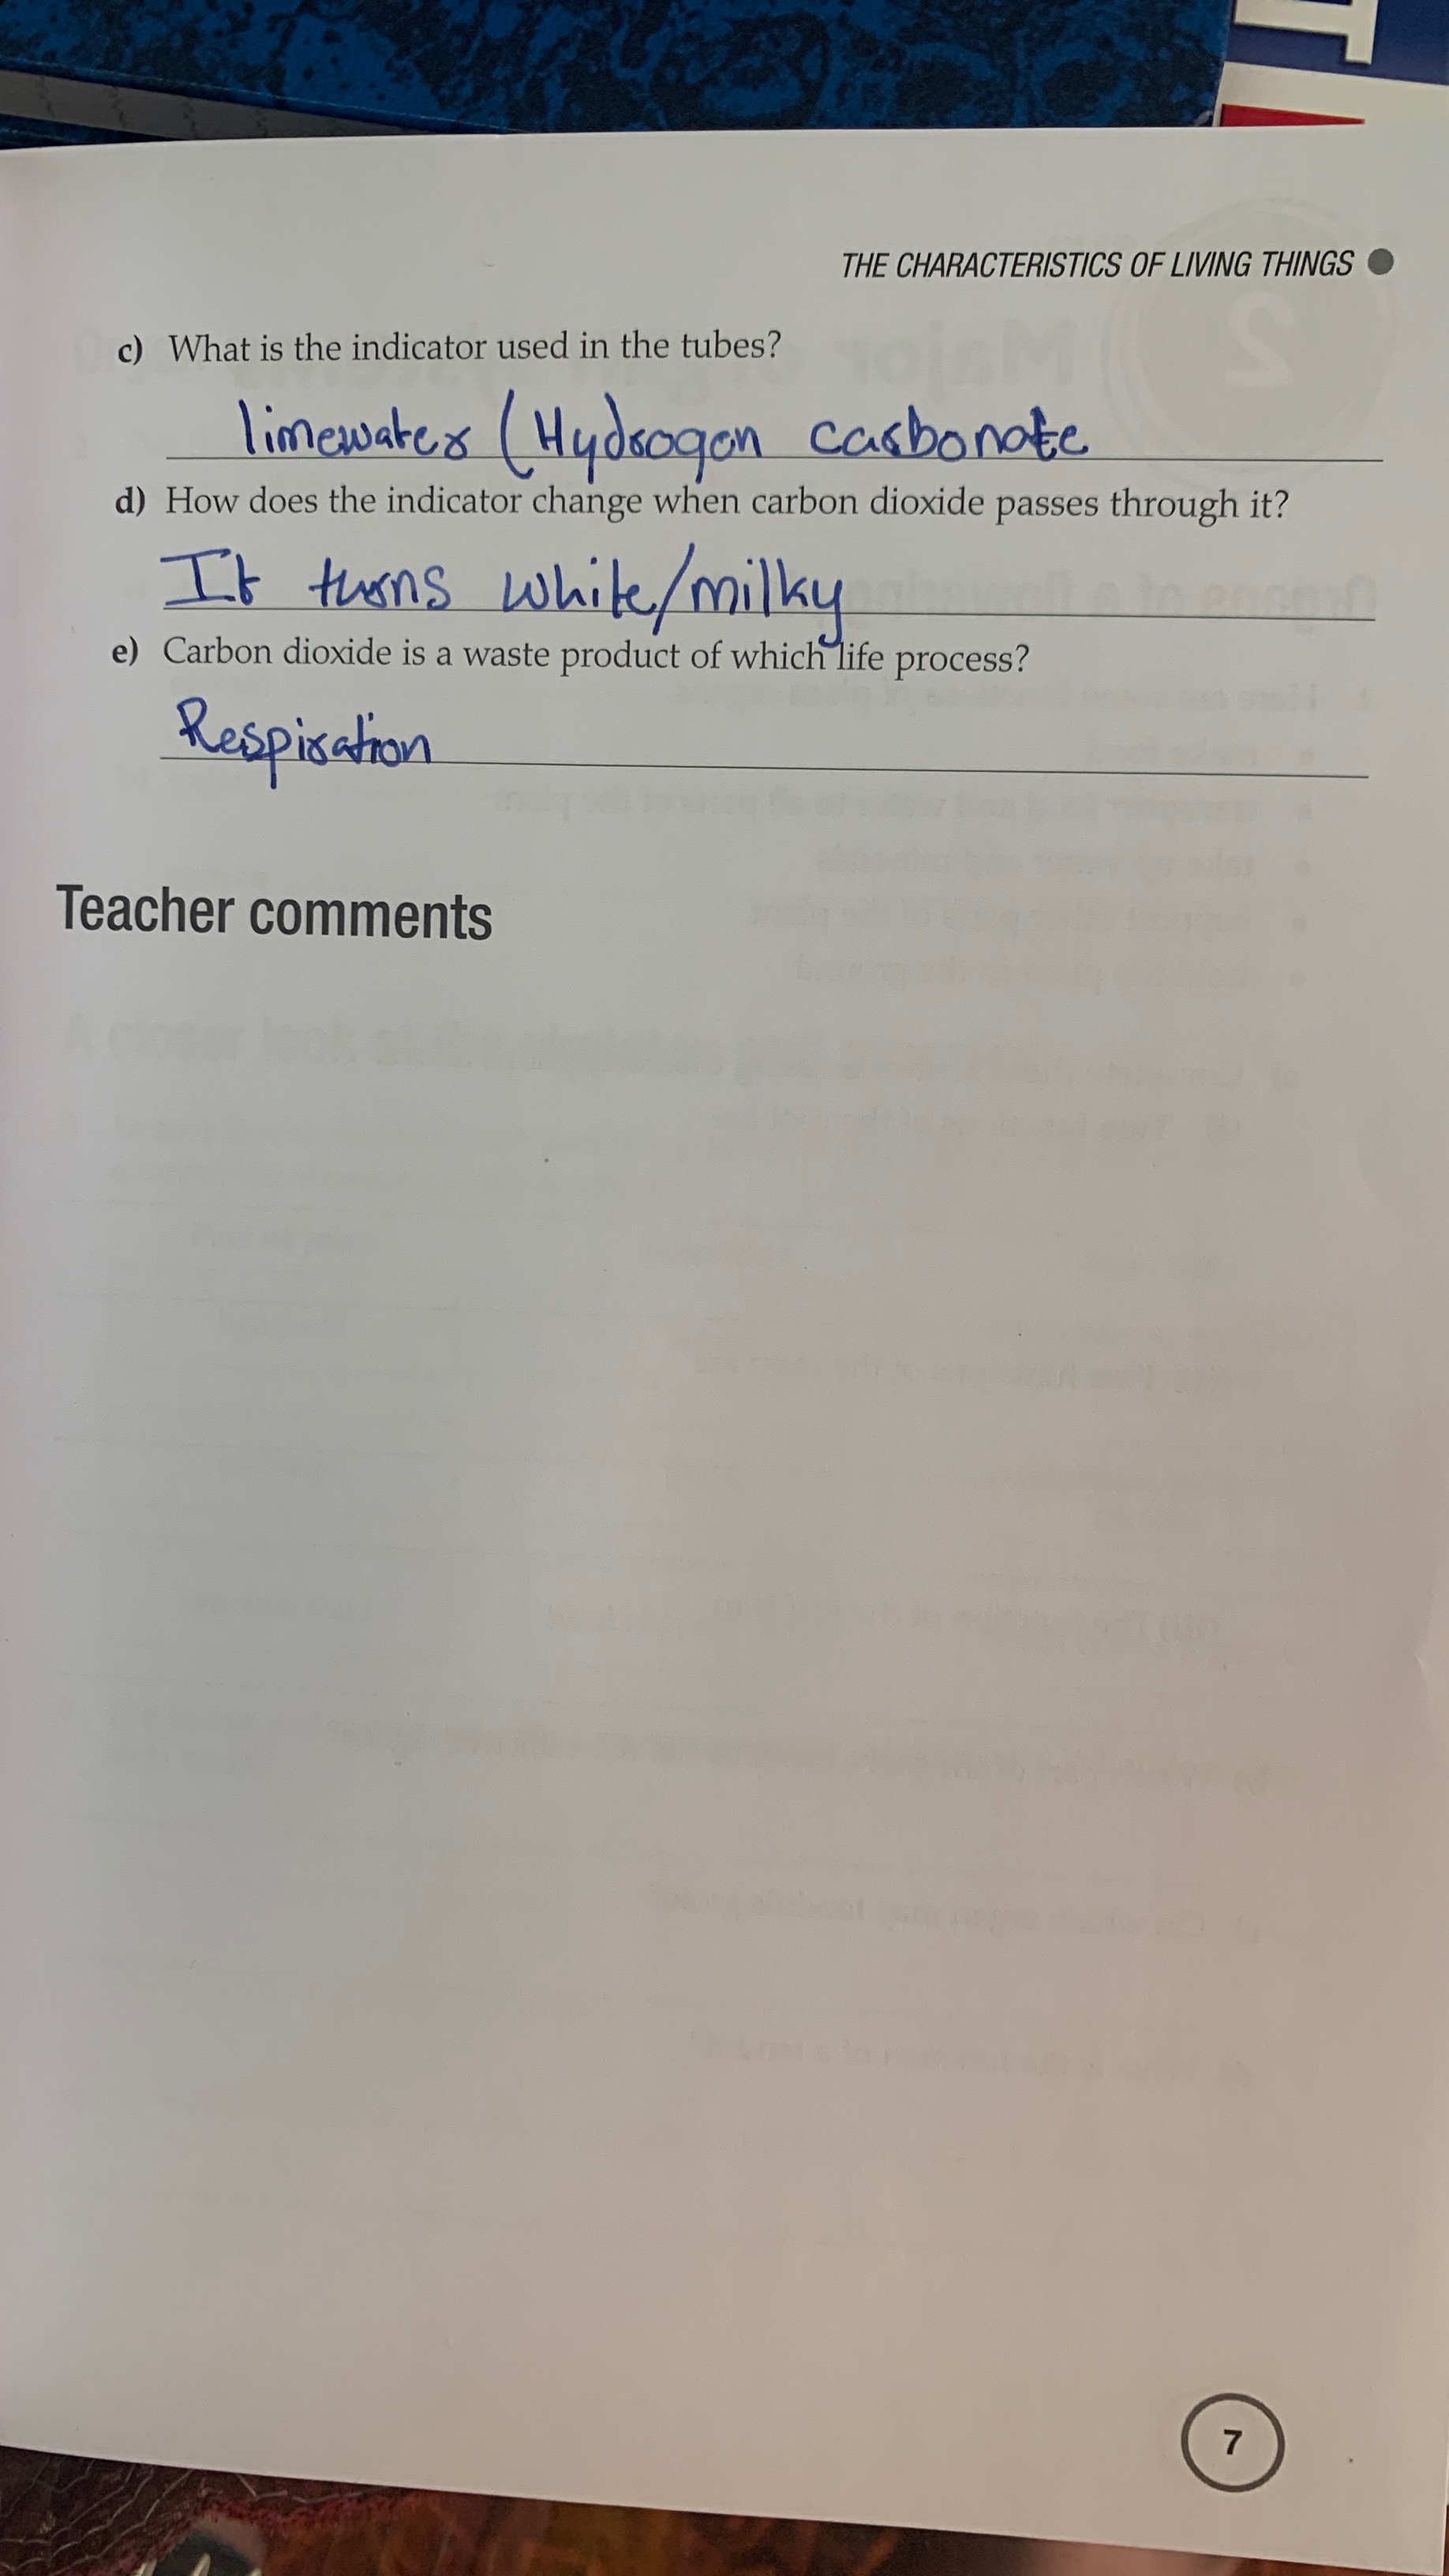 T
THE CHARACTERISTICS OF LIVING THINGS
c) What is the indicator used in the tubes?
limewater (Hydrogen carbonate
d) How does the indicator change when carbon dioxide passes through it?
It turns white/milky
e) Carbon dioxide is a waste product of which life process?
Respiration
Teacher comments
7